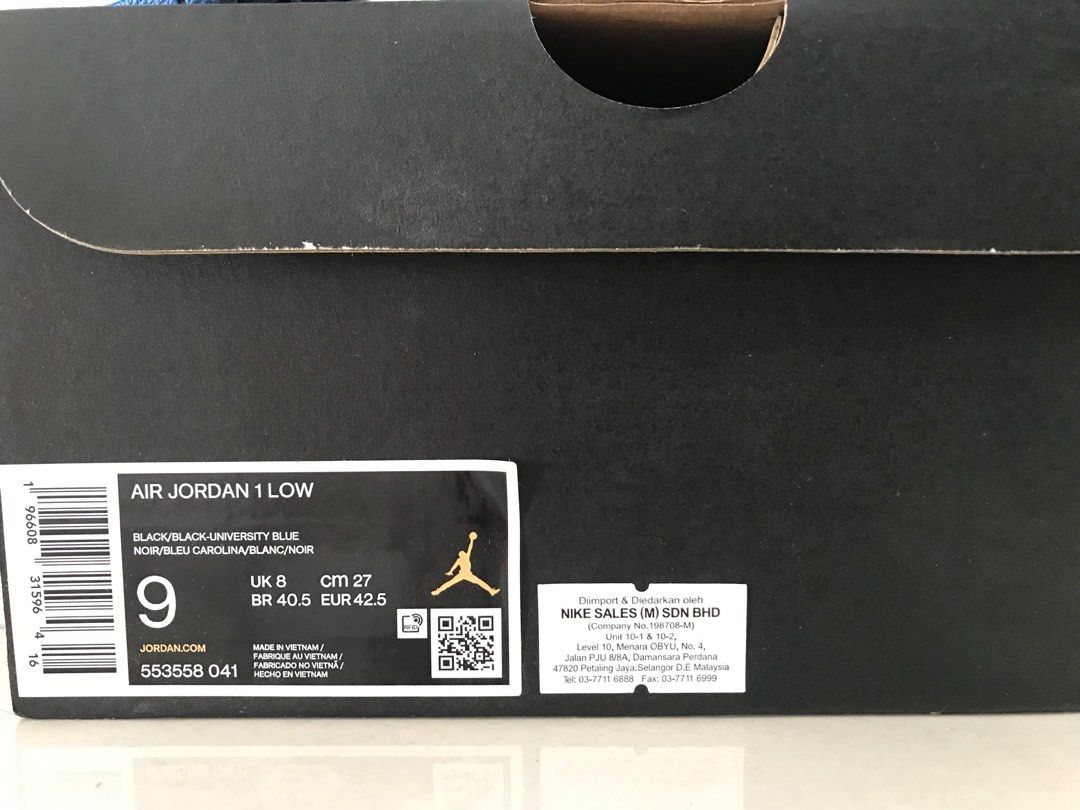 1 96608 31596 4 16
AIR JORDAN 1 LOW
BLACK/BLACK-UNIVERSITY BLUE
NOIR/BLEU CAROLINA/BLANC/NOIR
9
UK 8 cm 27
BR 40.5 EUR 42.5
RFID
JORDAN.COM
553558 041
MADE IN VIETNAM /
FABRIQUE AU VIETNAM /
FABRICADO NO VIETNÃ /
HECHO EN VIETNAM
Diimport & Diedarkan oleh
NIKE SALES (M) SDN BHD
(Company No.198708-M)
Unit 10-1 & 10-2,
Level 10, Menara OBYU, No. 4,
Jalan PJU 8/8A, Damansara Perdana
47820 Petaling Jaya.Selangor D.E Malaysia
Tel: 03-7711 6888 Fax: 03-7711 6999